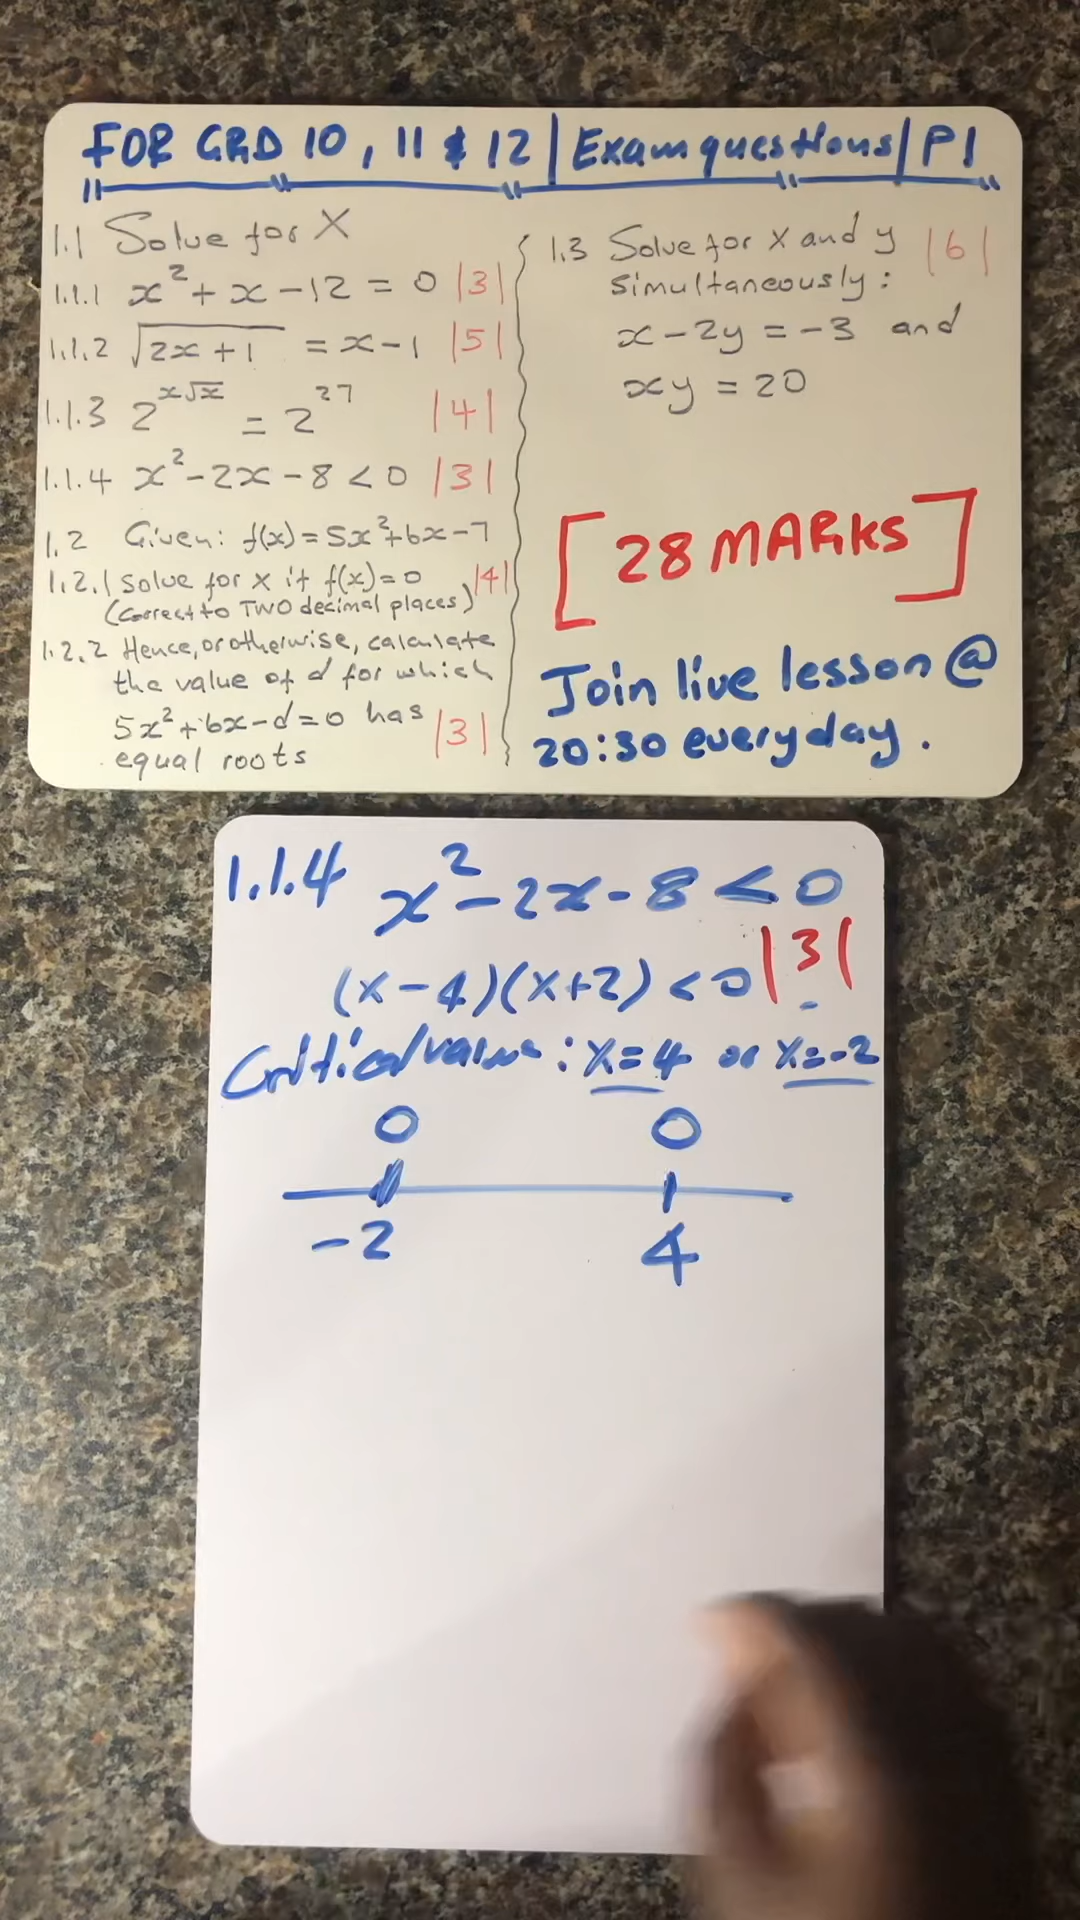 FOR GRD 10, 11 & 12 | Exam questions | P1
1.1 Solve for X
1.1.1 x² + x - 12 = 0 |3|
1.1.2 √(2x + 1) = x - 1 |5|
1.1.3 2^(x√x) = 2^27 |4|
1.1.4 x² - 2x - 8 < 0 |3|
1.2 Given: f(x) = 5x² + 6x - 7
1.2.1 Solve for x if f(x) = 0 |4|
(Correct to TWO decimal places)
1.2.2 Hence, or otherwise, calculate
the value of d for which
5x² + 6x - d = 0 has |3|
equal roots
1.3 Solve for x and y |6|
simultaneously:
x - 2y = -3 and
xy = 20
[28 MARKS]
Join live lesson @
20:30 everyday.
1.1.4 x² - 2x - 8 < 0
|3|
(x - 4)(x + 2) < 0
Critical values: x = 4 or x = -2
0 0
-2 4